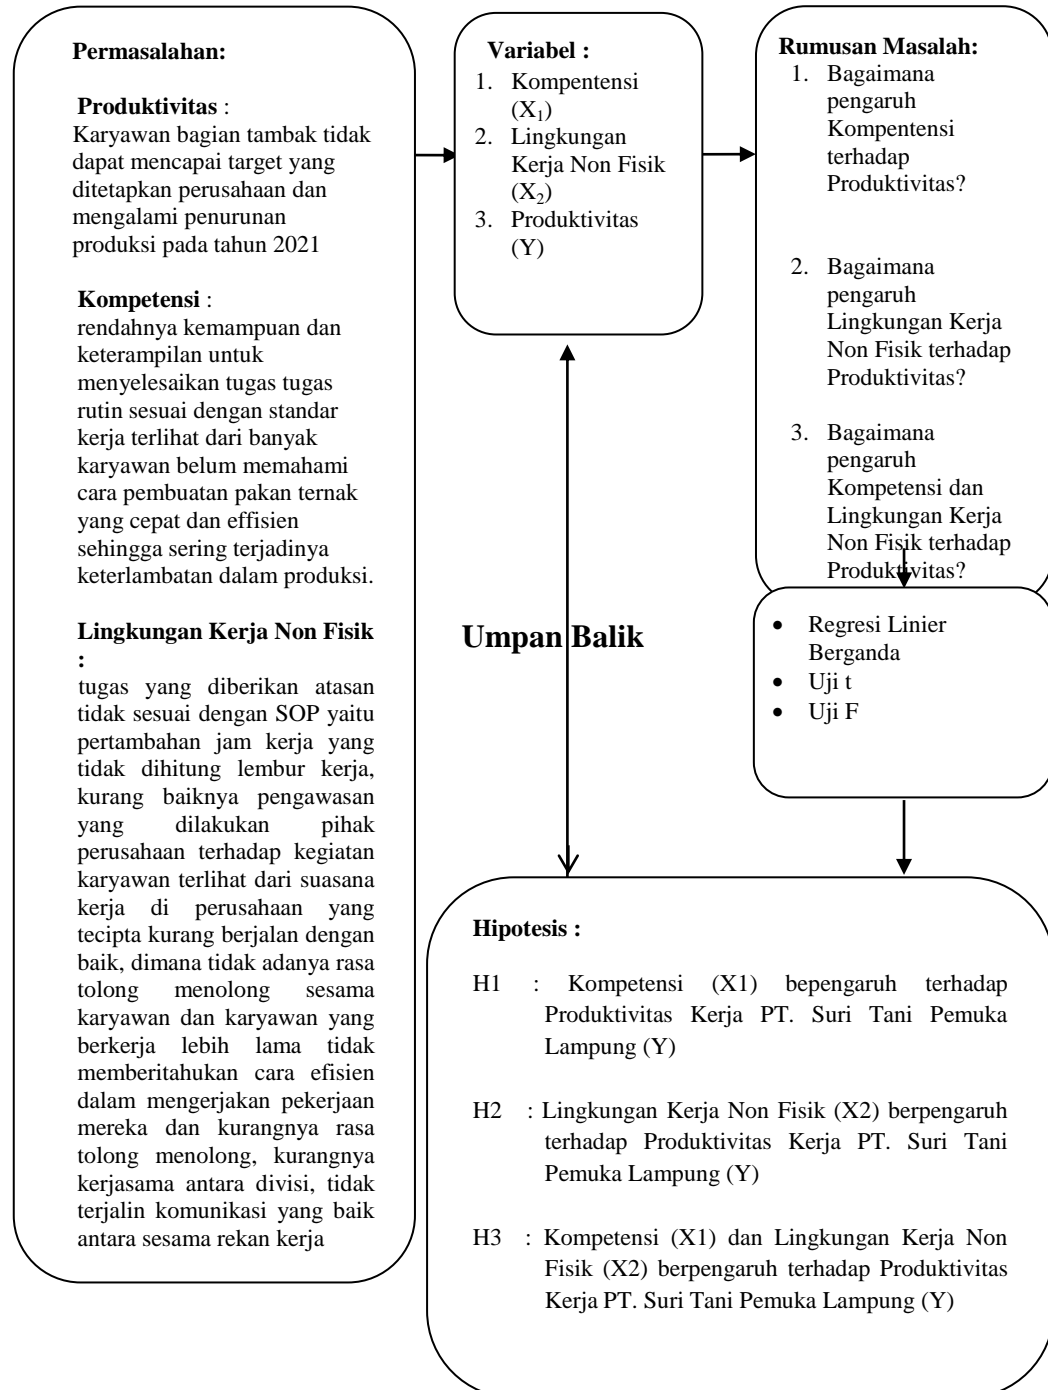 Permasalahan:
Produktivitas :
Karyawan bagian tambak tidak
dapat mencapai target yang
ditetapkan perusahaan dan
mengalami penurunan
produksi pada tahun 2021
Kompetensi :
rendahnya kemampuan dan
keterampilan untuk
menyelesaikan tugas tugas
rutin sesuai dengan standar
kerja terlihat dari banyak
karyawan belum memahami
cara pembuatan pakan ternak
yang cepat dan effisien
sehingga sering terjadinya
keterlambatan dalam produksi.
Lingkungan Kerja Non Fisik
:
tugas yang diberikan atasan
tidak sesuai dengan SOP yaitu
pertambahan jam kerja yang
tidak dihitung lembur kerja,
kurang baiknya pengawasan
yang dilakukan pihak
perusahaan terhadap kegiatan
karyawan terlihat dari suasana
kerja di perusahaan yang
tecipta kurang berjalan dengan
baik, dimana tidak adanya rasa
tolong menolong sesama
karyawan dan karyawan yang
berkerja lebih lama tidak
memberitahukan cara efisien
dalam mengerjakan pekerjaan
mereka dan kurangnya rasa
tolong menolong, kurangnya
kerjasama antara divisi, tidak
terjalin komunikasi yang baik
antara sesama rekan kerja
Variabel :
1. Kompentensi
(X₁)
2. Lingkungan
Kerja Non Fisik
(X₂)
3. Produktivitas
(Y)
Rumusan Masalah:
1. Bagaimana
pengaruh
Kompentensi
terhadap
Produktivitas?
2. Bagaimana
pengaruh
Lingkungan Kerja
Non Fisik terhadap
Produktivitas?
3. Bagaimana
pengaruh
Kompetensi dan
Lingkungan Kerja
Non Fisik terhadap
Produktivitas?
Umpan Balik
• Regresi Linier
Berganda
• Uji t
• Uji F
Hipotesis :
H1 : Kompetensi (X1) bepengaruh terhadap
Produktivitas Kerja PT. Suri Tani Pemuka
Lampung (Y)
H2 : Lingkungan Kerja Non Fisik (X2) berpengaruh
terhadap Produktivitas Kerja PT. Suri Tani
Pemuka Lampung (Y)
H3 : Kompetensi (X1) dan Lingkungan Kerja Non
Fisik (X2) berpengaruh terhadap Produktivitas
Kerja PT. Suri Tani Pemuka Lampung (Y)